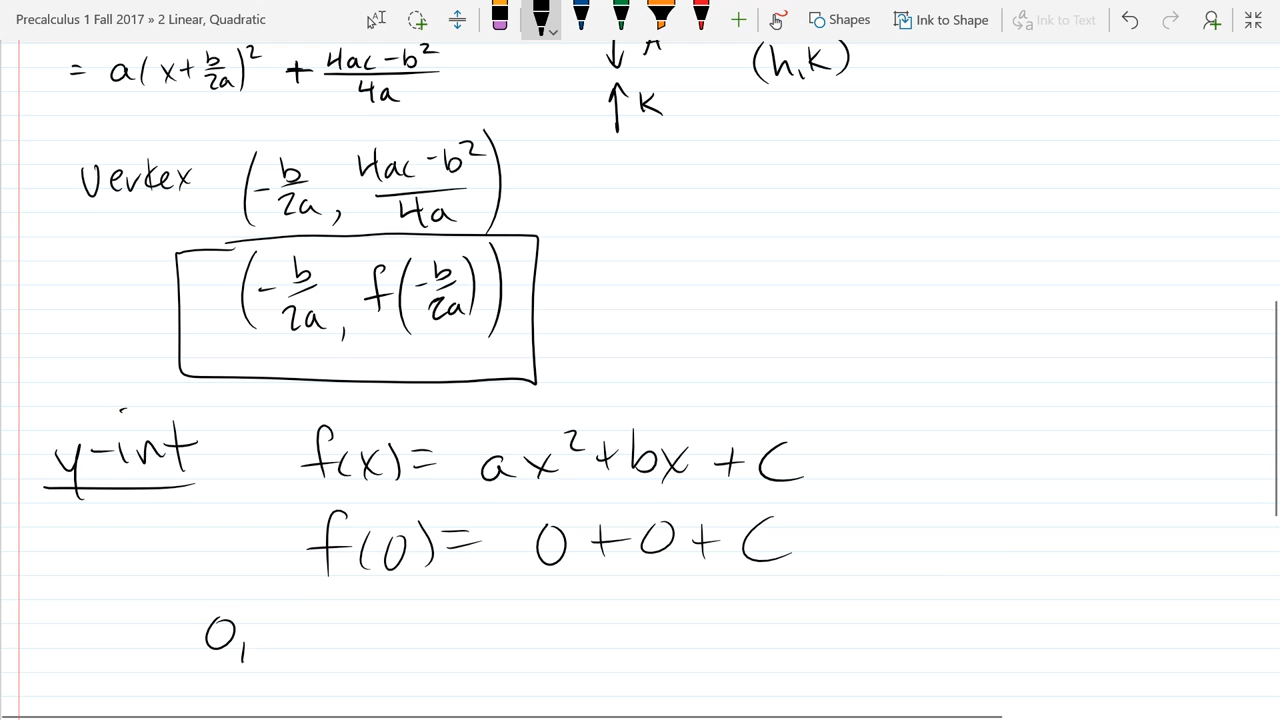 Precalculus 1 Fall 2017 » 2 Linear, Quadratic
Shapes
Ink to Shape
Ink to Text
= a(x+b/2a)² + (4ac-b²)/4a
(h,k)
↑ k
Vertex (-b/2a, (4ac-b²)/4a)
(-b/2a, f(-b/2a))
y-int f(x)= ax²+bx+c
f(0)= 0+0+c
0,